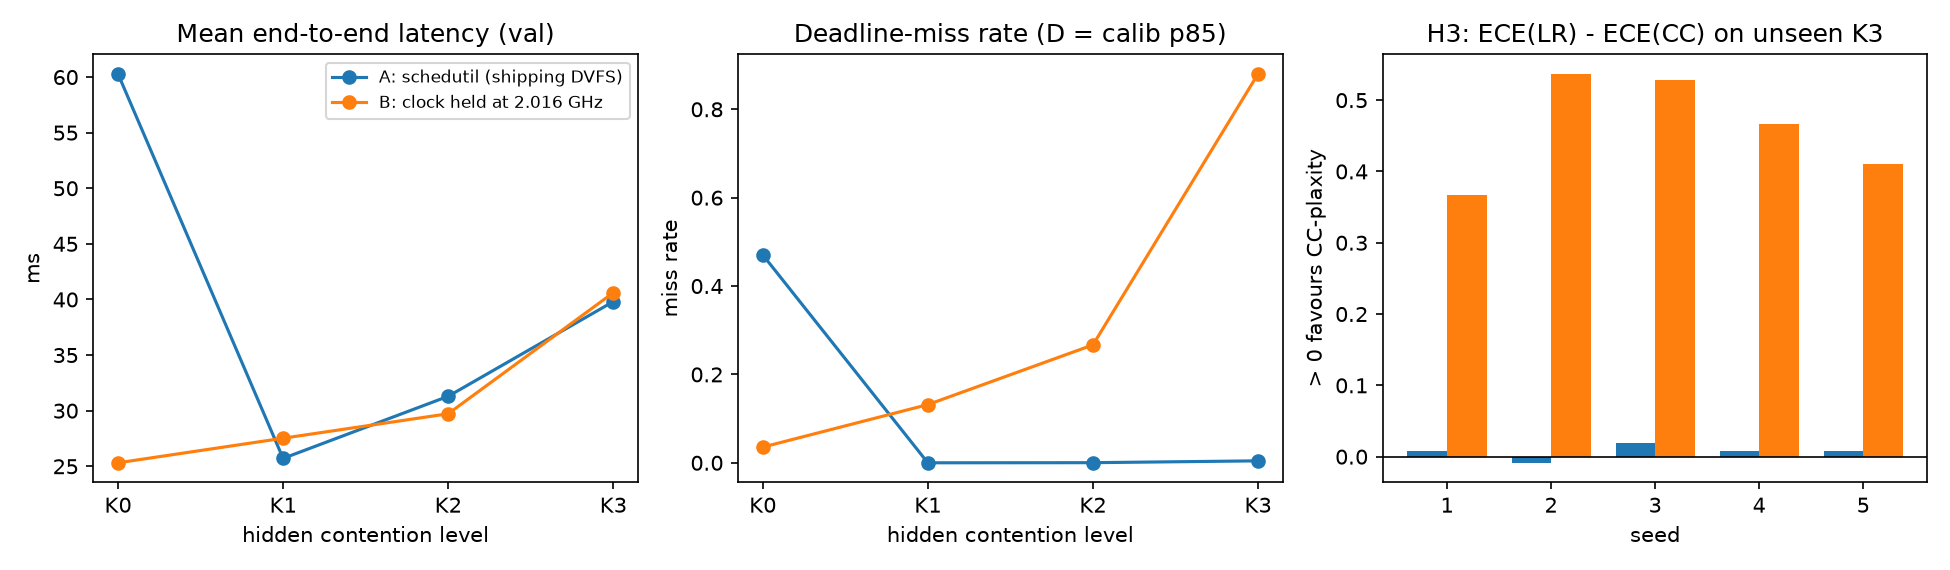 Mean end-to-end latency (val)
60
55
50
45
40
35
30
25
ms
A: schedutil (shipping DVFS)
B: clock held at 2.016 GHz
K0 K1 K2 K3
hidden contention level
Deadline-miss rate (D = calib p85)
0.8
0.6
0.4
0.2
0.0
miss rate
K0 K1 K2 K3
hidden contention level
H3: ECE(LR) - ECE(CC) on unseen K3
0.5
0.4
0.3
0.2
0.1
0.0
> 0 favours CC-plaxity
1 2 3 4 5
seed